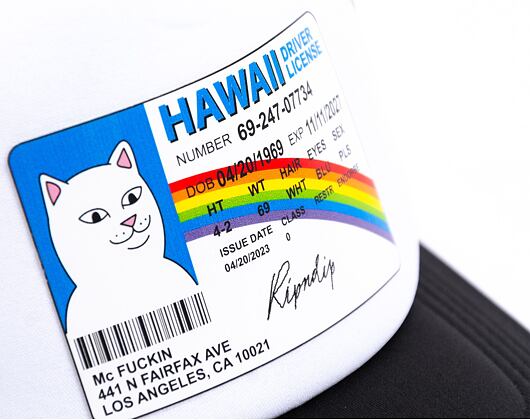 HAWAII DRIVER LICENSE
NUMBER 69-247-07734
DOB 04/20/1969 EXP 11/11/2027
HT WT HAIR EYES SEX
4-2 69 WHT BLU PLS
ISSUE DATE CLASS RESTR ENDORSE
04/20/2023 0
Ripndip
Mc FUCKIN
441 N FAIRFAX AVE
LOS ANGELES, CA 10021